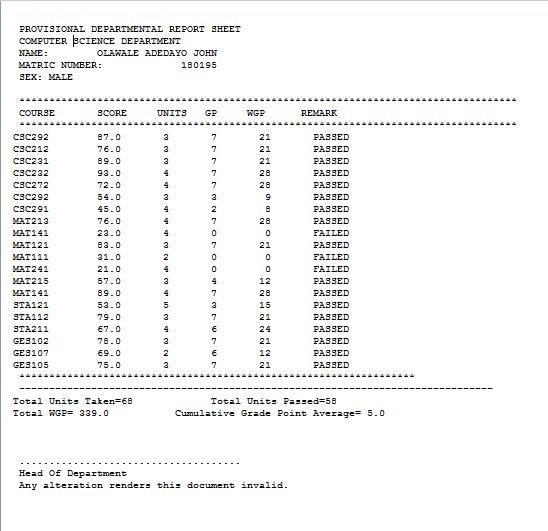 PROVISIONAL DEPARTMENTAL REPORT SHEET
COMPUTER SCIENCE DEPARTMENT
NAME: OLAWALE ADEDAYO JOHN
MATRIC NUMBER: 180195
SEX: MALE
COURSE SCORE UNITS GP WGP REMARK
CSC292 87.0 3 7 21 PASSED
CSC212 76.0 3 7 21 PASSED
CSC231 89.0 3 7 21 PASSED
CSC232 93.0 4 7 28 PASSED
CSC272 72.0 4 7 28 PASSED
CSC292 54.0 3 3 9 PASSED
CSC291 45.0 4 2 8 PASSED
MAT213 76.0 4 7 28 PASSED
MAT141 23.0 4 0 0 FAILED
MAT121 83.0 3 7 21 PASSED
MAT111 31.0 2 0 0 FAILED
MAT241 21.0 4 0 0 FAILED
MAT215 57.0 3 4 12 PASSED
MAT141 89.0 4 7 28 PASSED
STA121 53.0 5 3 15 PASSED
STA112 79.0 3 7 21 PASSED
STA211 67.0 4 6 24 PASSED
GES102 78.0 3 7 21 PASSED
GES107 69.0 2 6 12 PASSED
GES105 75.0 3 7 21 PASSED
Total Units Taken=68 Total Units Passed=58
Total WGP= 339.0 Cumulative Grade Point Average= 5.0
Head Of Department
Any alteration renders this document invalid.